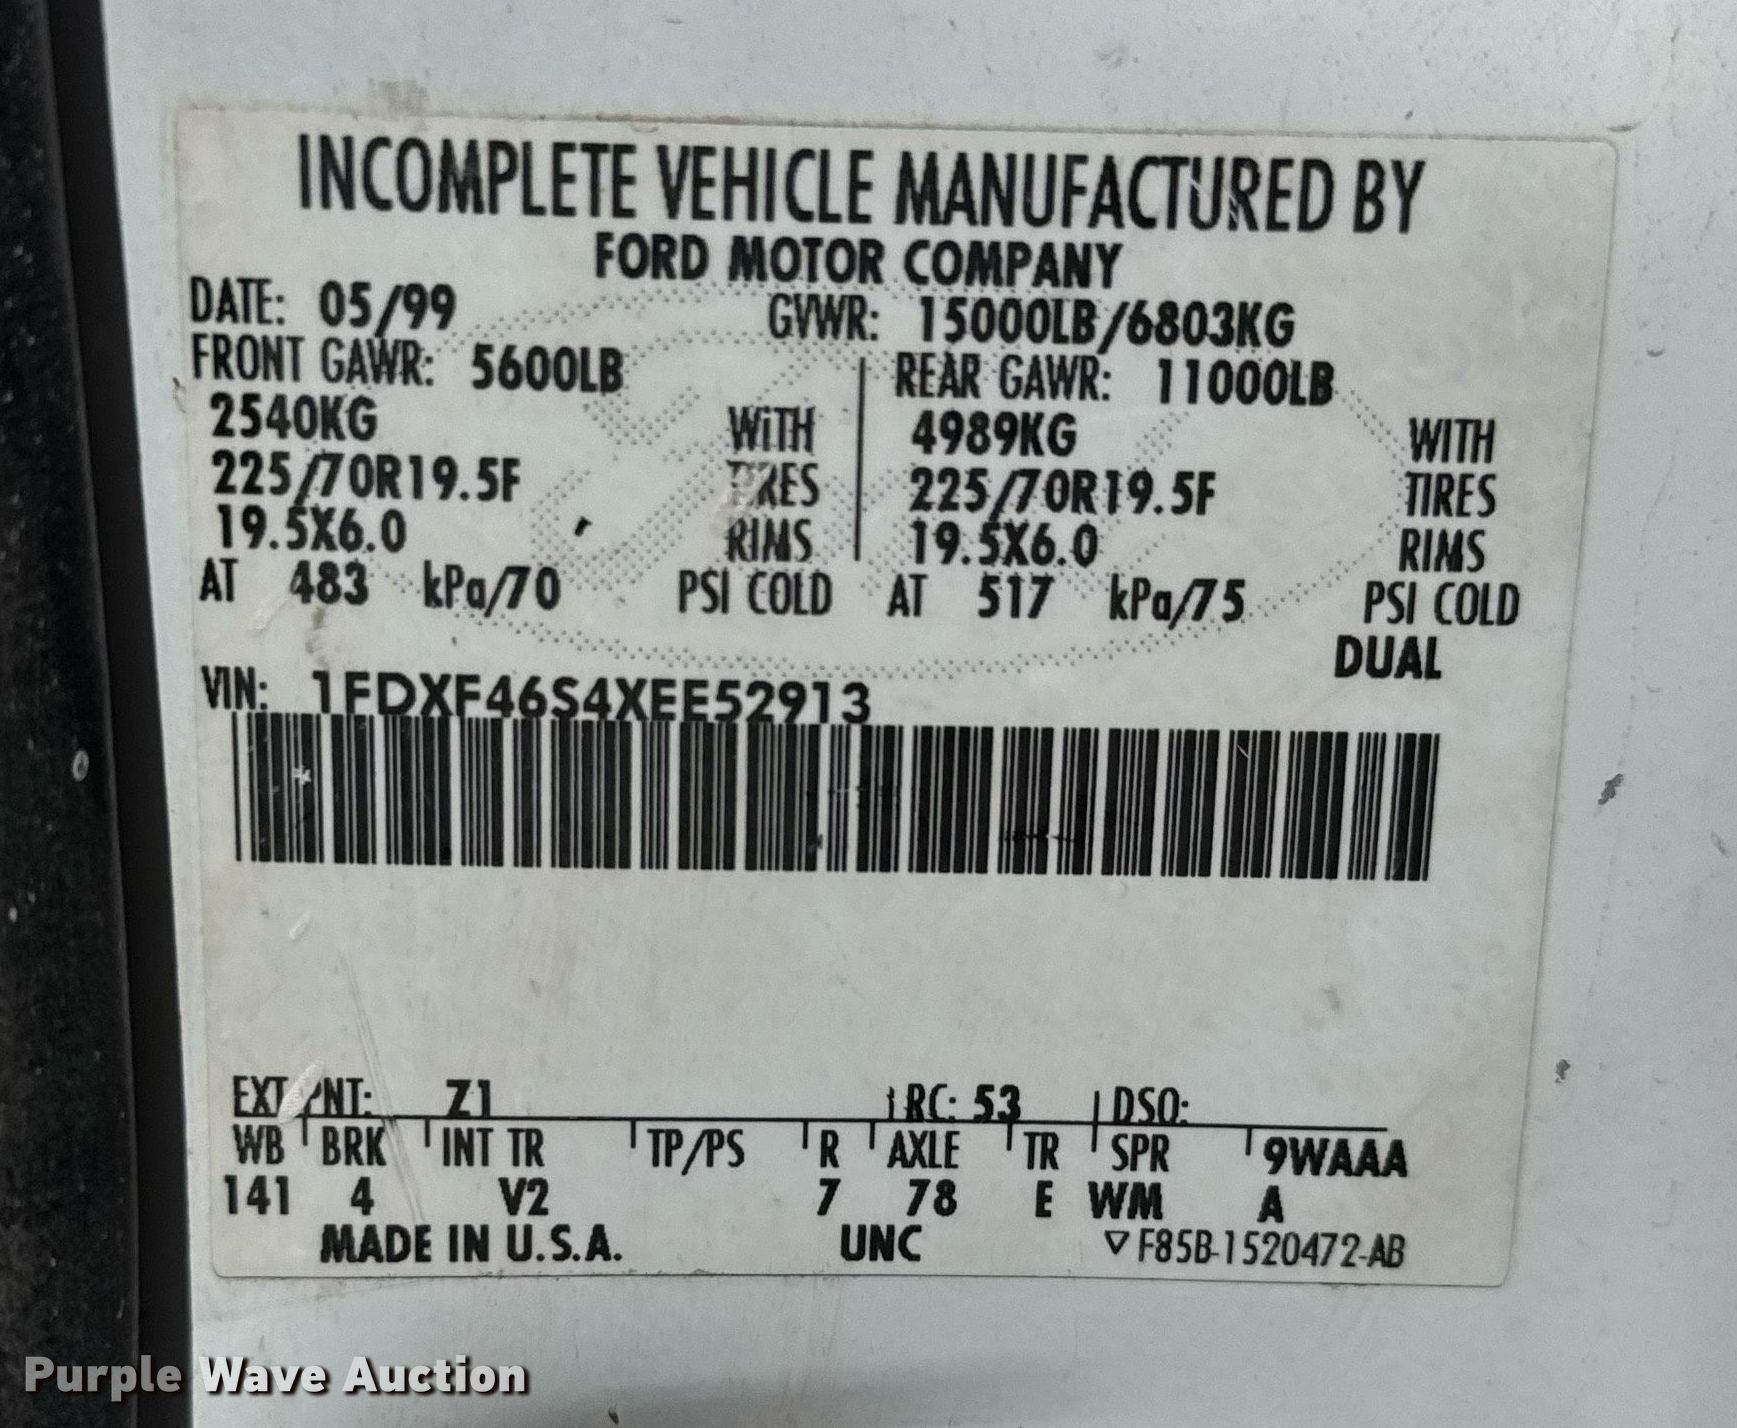 INCOMPLETE VEHICLE MANUFACTURED BY
FORD MOTOR COMPANY
DATE: 05/99 GVWR: 15000LB/6803KG
FRONT GAWR: 5600LB REAR GAWR: 11000LB
2540KG WITH 4989KG WITH
225/70R19.5F TIRES 225/70R19.5F TIRES
19.5X6.0 RIMS 19.5X6.0 RIMS
AT 483 kPa/70 PSI COLD AT 517 kPa/75 PSI COLD
DUAL
VIN: 1FDXF46S4XEE52913
EXT PNT: Z1 RC: 53 DSO:
WB BRK INT TR TP/PS R AXLE TR SPR 9WAAA
141 4 V2 7 78 E WM A
MADE IN U.S.A. UNC ▽ F85B-1520472-AB
Purple Wave Auction